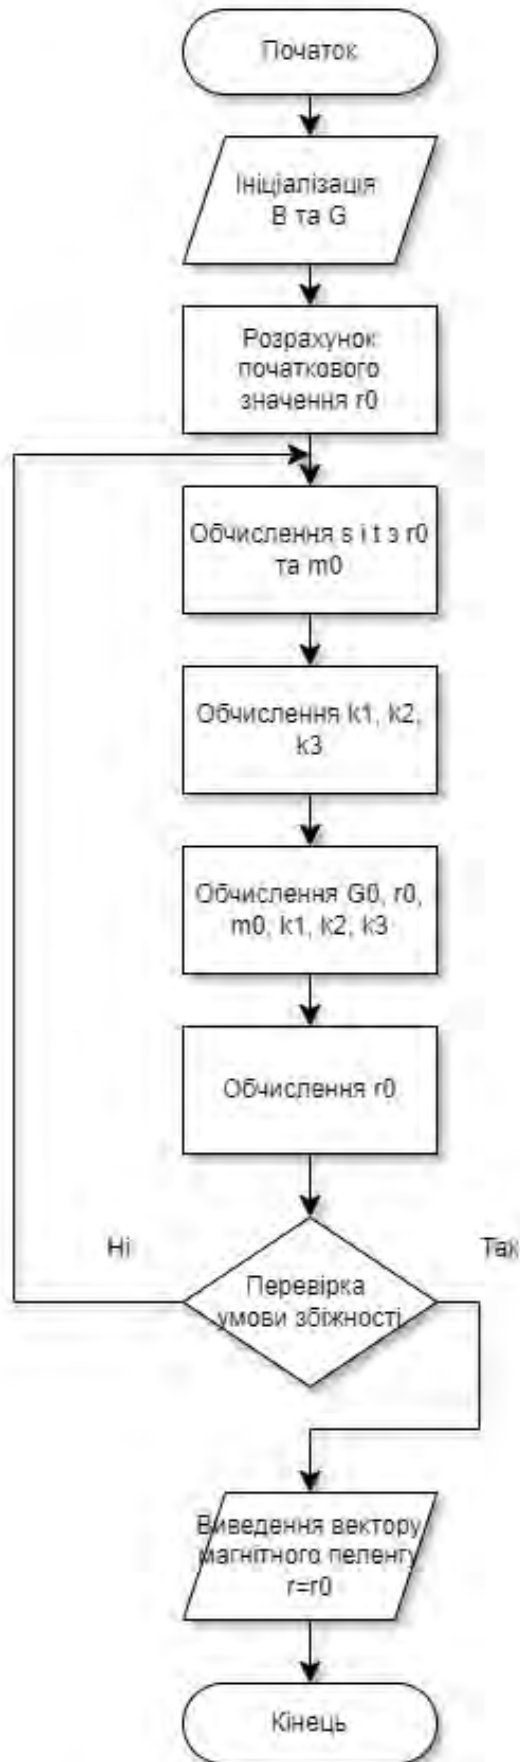 Початок
Ініціалізація
B та G
Розрахунок
початкового
значення r0
Обчислення s і t з r0
та m0
Обчислення k1, k2,
k3
Обчислення G0, r0,
m0, k1, k2, k3
Обчислення r0
Ні
Так
Перевірка
умови збіжності
Виведення вектору
магнітного пеленгу
r=r0
Кінець